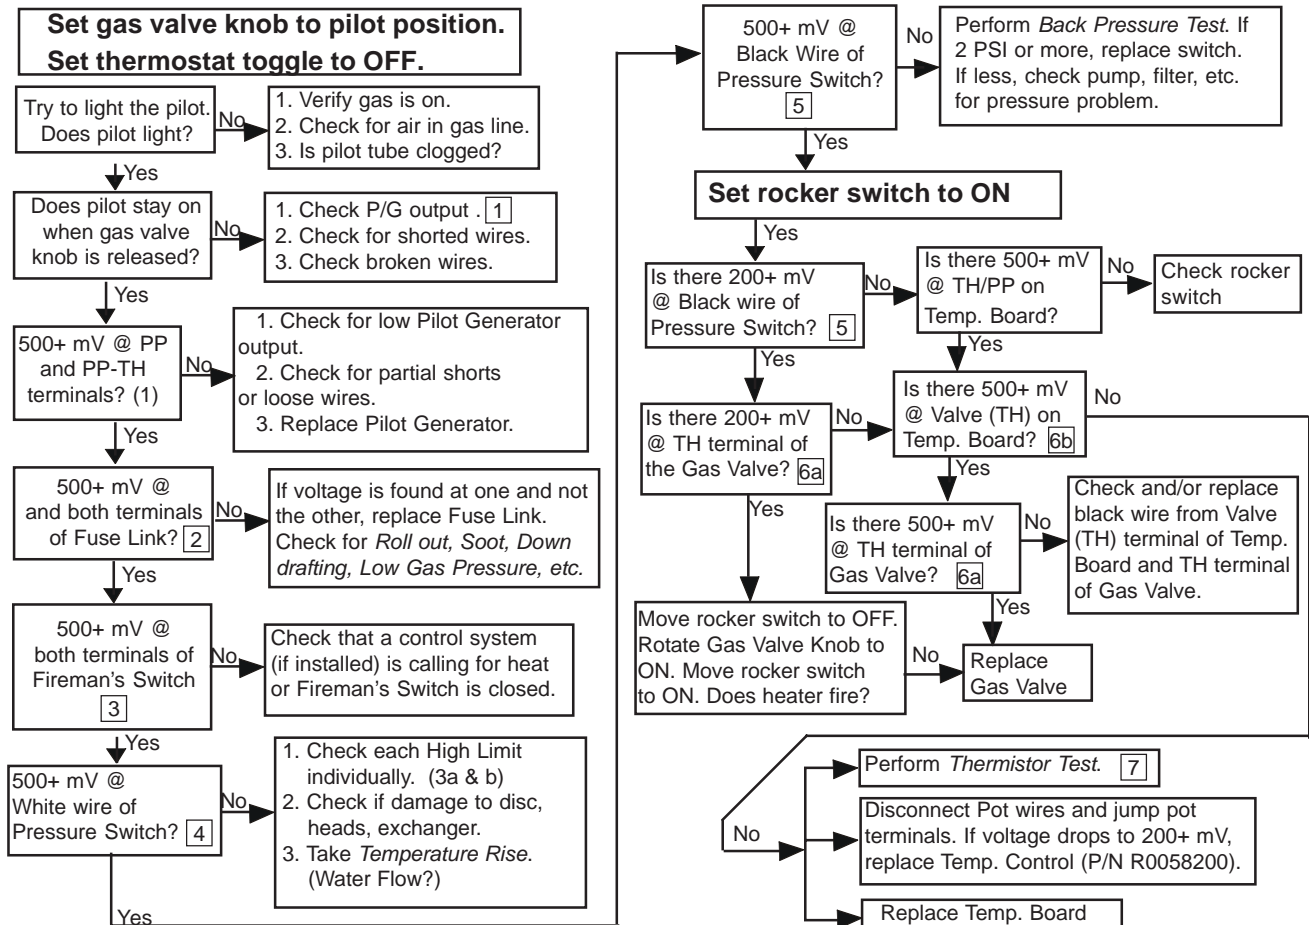 Set gas valve knob to pilot position.
Set thermostat toggle to OFF.
Try to light the pilot.
Does pilot light?
No
1. Verify gas is on.
2. Check for air in gas line.
3. Is pilot tube clogged?
Yes
Does pilot stay on
when gas valve
knob is released?
No
1. Check P/G output . 1
2. Check for shorted wires.
3. Check broken wires.
Yes
500+ mV @ PP
and PP-TH
terminals? (1)
No
1. Check for low Pilot Generator
output.
2. Check for partial shorts
or loose wires.
3. Replace Pilot Generator.
Yes
500+ mV @
and both terminals
of Fuse Link? 2
No
If voltage is found at one and not
the other, replace Fuse Link.
Check for Roll out, Soot, Down
drafting, Low Gas Pressure, etc.
Yes
500+ mV @
both terminals of
Fireman's Switch
3
No
Check that a control system
(if installed) is calling for heat
or Fireman's Switch is closed.
Yes
500+ mV @
White wire of
Pressure Switch? 4
No
1. Check each High Limit
individually. (3a & b)
2. Check if damage to disc,
heads, exchanger.
3. Take Temperature Rise.
(Water Flow?)
Yes
500+ mV @
Black Wire of
Pressure Switch?
5
No
Perform Back Pressure Test. If
2 PSI or more, replace switch.
If less, check pump, filter, etc.
for pressure problem.
Yes
Set rocker switch to ON
Yes
Is there 200+ mV
@ Black wire of
Pressure Switch? 5
No
Is there 500+ mV
@ TH/PP on
Temp. Board?
No
Check rocker
switch
Yes
Yes
Is there 200+ mV
@ TH terminal of
the Gas Valve? 6a
No
Is there 500+ mV
@ Valve (TH) on
Temp. Board? 6b
No
Yes
Yes
Is there 500+ mV
@ TH terminal of
Gas Valve? 6a
No
Check and/or replace
black wire from Valve
(TH) terminal of Temp.
Board and TH terminal
of Gas Valve.
Yes
Move rocker switch to OFF.
Rotate Gas Valve Knob to
ON. Move rocker switch
to ON. Does heater fire?
No
Replace
Gas Valve
No
Perform Thermistor Test. 7
Disconnect Pot wires and jump pot
terminals. If voltage drops to 200+ mV,
replace Temp. Control (P/N R0058200).
Replace Temp. Board